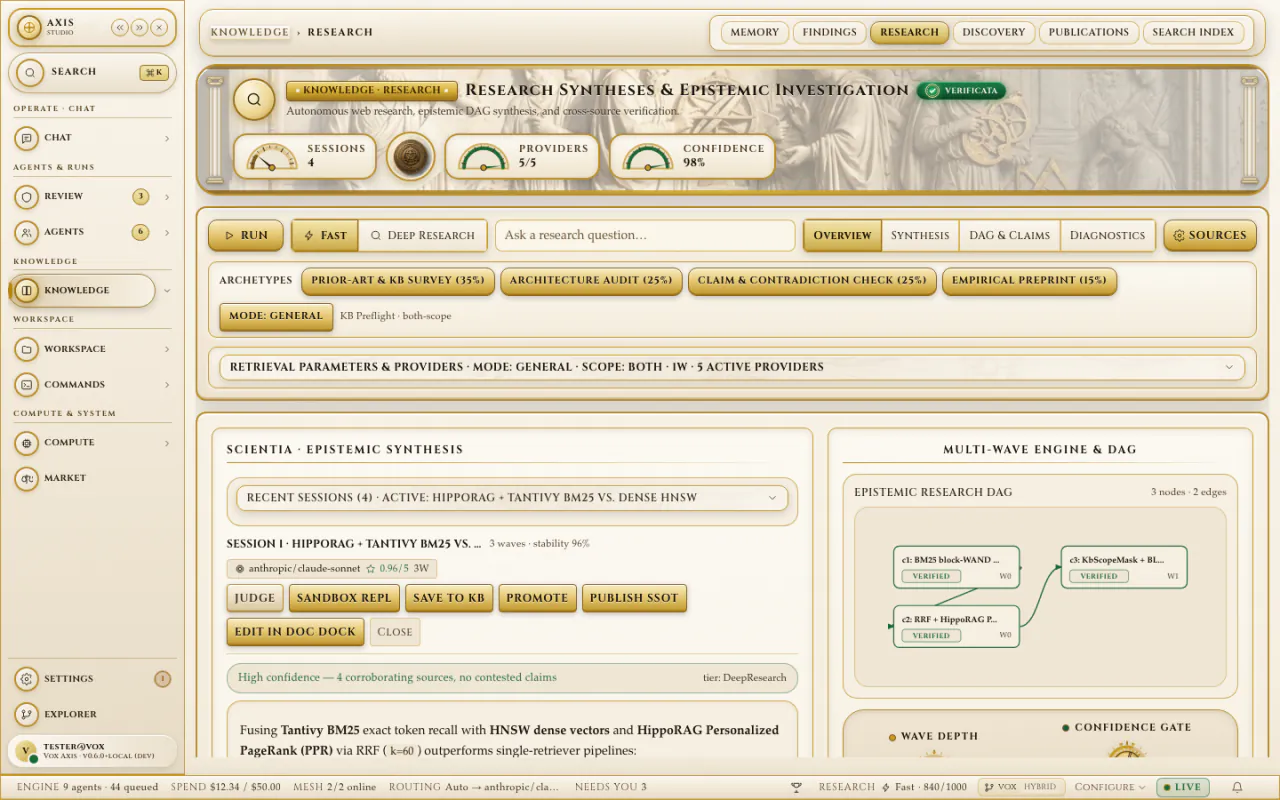 AXIS
STUDIO
SEARCH
⌘ K
OPERATE · CHAT
CHAT
AGENTS & RUNS
REVIEW 3
AGENTS 6
KNOWLEDGE
KNOWLEDGE
WORKSPACE
WORKSPACE
COMMANDS
COMPUTE & SYSTEM
COMPUTE
MARKET
SETTINGS 1
EXPLORER
V
TESTER@VOX
VOX AXIS · V0.6.0+LOCAL (DEV)
KNOWLEDGE › RESEARCH
MEMORY FINDINGS RESEARCH DISCOVERY PUBLICATIONS SEARCH INDEX
• KNOWLEDGE · RESEARCH • RESEARCH SYNTHESES & EPISTEMIC INVESTIGATION VERIFICATA
Autonomous web research, epistemic DAG synthesis, and cross-source verification.
SESSIONS
4
PROVIDERS
5/5
CONFIDENCE
98%
RUN FAST DEEP RESEARCH Ask a research question... OVERVIEW SYNTHESIS DAG & CLAIMS DIAGNOSTICS SOURCES
ARCHETYPES PRIOR-ART & KB SURVEY (35%) ARCHITECTURE AUDIT (25%) CLAIM & CONTRADICTION CHECK (25%) EMPIRICAL PREPRINT (15%)
MODE: GENERAL KB Preflight · both-scope
RETRIEVAL PARAMETERS & PROVIDERS · MODE: GENERAL · SCOPE: BOTH · 1W · 5 ACTIVE PROVIDERS
SCIENTIA · EPISTEMIC SYNTHESIS
RECENT SESSIONS (4) · ACTIVE: HIPPORAG + TANTIVY BM25 VS. DENSE HNSW
SESSION 1 · HIPPORAG + TANTIVY BM25 VS. ... 3 waves · stability 96%
anthropic/claude-sonnet ☆ 0.96/5 3W
JUDGE SANDBOX REPL SAVE TO KB PROMOTE PUBLISH SSOT
EDIT IN DOC DOCK CLOSE
High confidence — 4 corroborating sources, no contested claims tier: DeepResearch
Fusing Tantivy BM25 exact token recall with HNSW dense vectors and HippoRAG Personalized
PageRank (PPR) via RRF ( k=60 ) outperforms single-retriever pipelines:
MULTI-WAVE ENGINE & DAG
EPISTEMIC RESEARCH DAG 3 nodes · 2 edges
c1: BM25 block-WAND ...
VERIFIED W0
c3: KbScopeMask + BL...
VERIFIED W1
c2: RRF + HippoRAG P...
VERIFIED W0
WAVE DEPTH
CONFIDENCE GATE
ENGINE 9 agents · 44 queued SPEND $12.34 / $50.00 MESH 2/2 online ROUTING Auto → anthropic/cla... NEEDS YOU 3 RESEARCH Fast · 840/1000 VOX HYBRID CONFIGURE LIVE